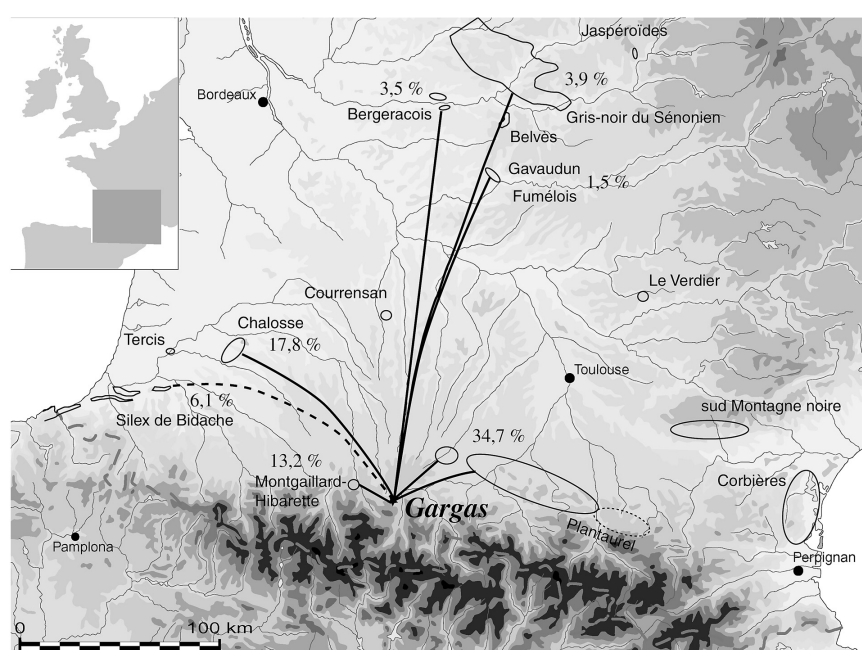 Jaspéroïdes
3,9 %
3,5 %
Bordeaux
Bergeracois
Gris-noir du Sénonien
Belvès
Gavaudun
Fumélois
1,5 %
Le Verdier
Courrensan
Chalosse
17,8 %
Tercis
Toulouse
6,1 %
Silex de Bidache
sud Montagne noire
34,7 %
13,2 %
Montgaillard-
Hibarette
Corbières
Gargas
Plantaurel
Pamplona
Perpignan
0
100 km